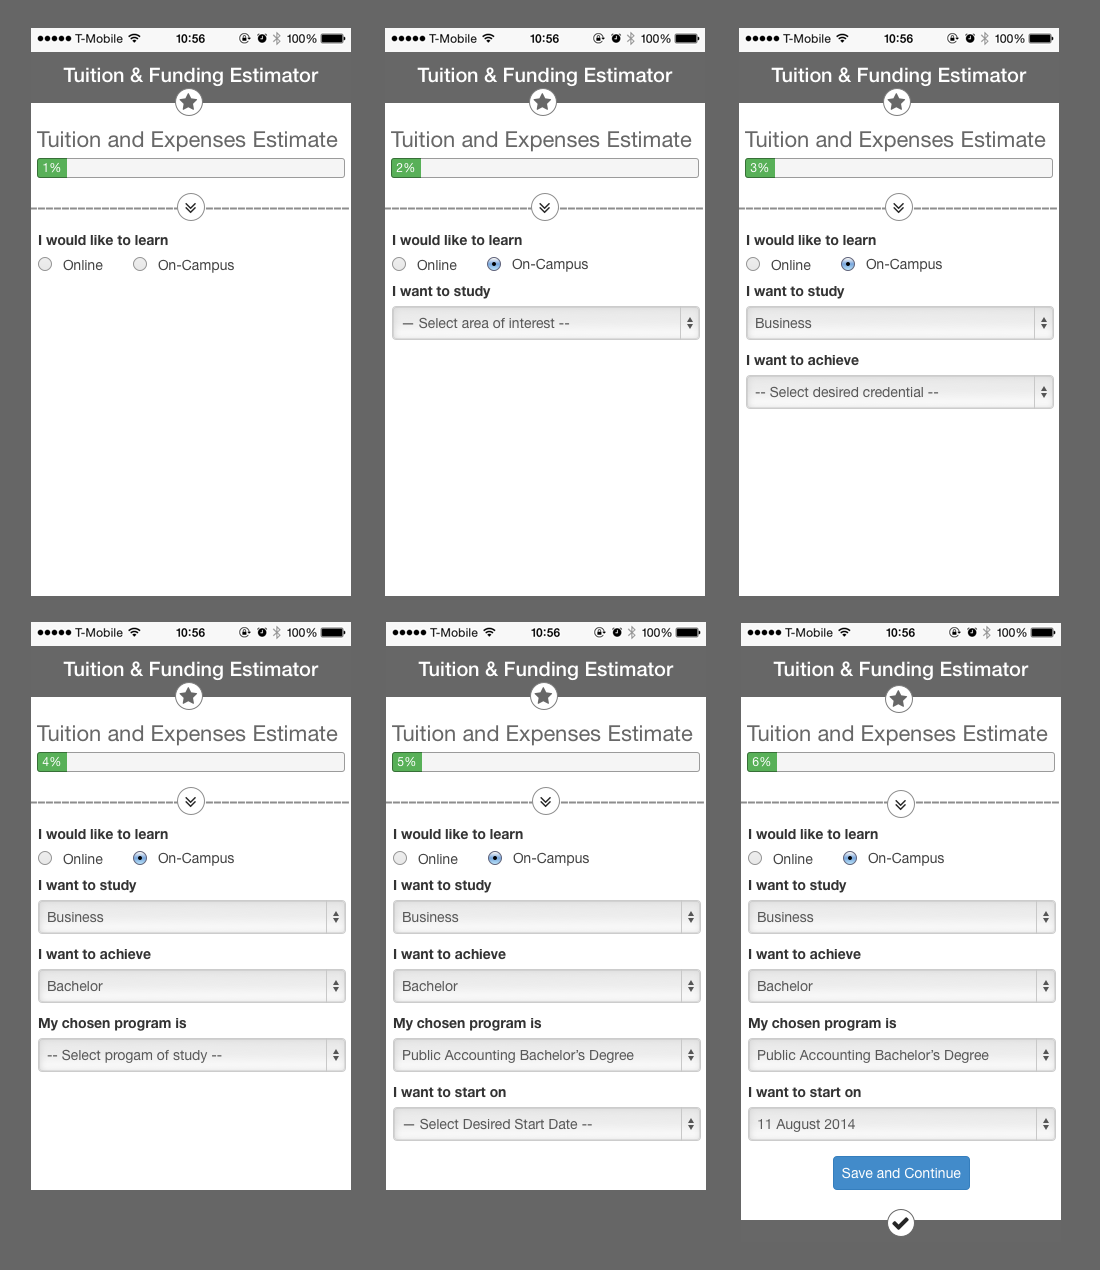 T-Mobile 10:56 100%
Tuition & Funding Estimator
Tuition and Expenses Estimate
1%
I would like to learn
Online On-Campus
T-Mobile 10:56 100%
Tuition & Funding Estimator
Tuition and Expenses Estimate
2%
I would like to learn
Online On-Campus
I want to study
— Select area of interest --
T-Mobile 10:56 100%
Tuition & Funding Estimator
Tuition and Expenses Estimate
3%
I would like to learn
Online On-Campus
I want to study
Business
I want to achieve
-- Select desired credential --
T-Mobile 10:56 100%
Tuition & Funding Estimator
Tuition and Expenses Estimate
4%
I would like to learn
Online On-Campus
I want to study
Business
I want to achieve
Bachelor
My chosen program is
-- Select progam of study --
T-Mobile 10:56 100%
Tuition & Funding Estimator
Tuition and Expenses Estimate
5%
I would like to learn
Online On-Campus
I want to study
Business
I want to achieve
Bachelor
My chosen program is
Public Accounting Bachelor’s Degree
I want to start on
— Select Desired Start Date --
T-Mobile 10:56 100%
Tuition & Funding Estimator
Tuition and Expenses Estimate
6%
I would like to learn
Online On-Campus
I want to study
Business
I want to achieve
Bachelor
My chosen program is
Public Accounting Bachelor’s Degree
I want to start on
11 August 2014
Save and Continue